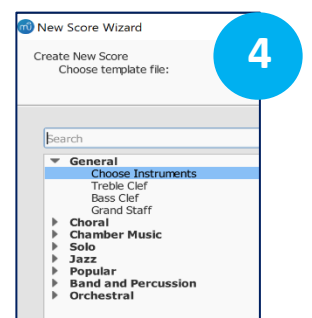 New Score Wizard
4
Create New Score
Choose template file:
Search
General
Choose Instruments
Treble Clef
Bass Clef
Grand Staff
Choral
Chamber Music
Solo
Jazz
Popular
Band and Percussion
Orchestral